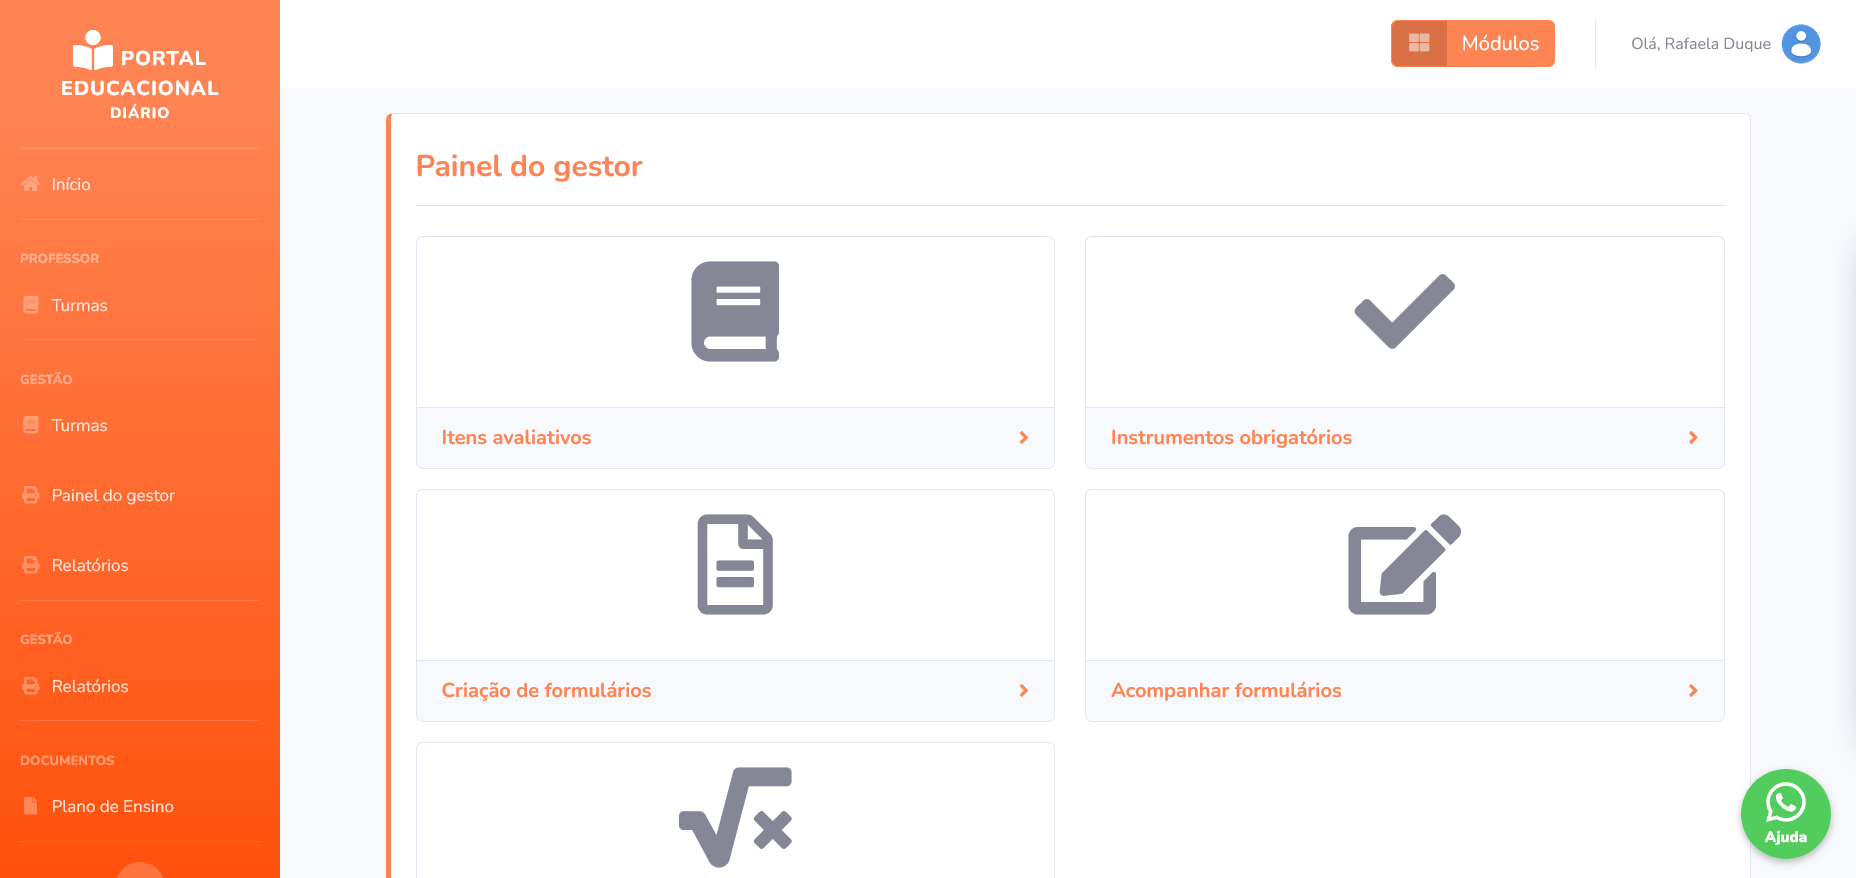 PORTAL
EDUCACIONAL
DIÁRIO
Início
PROFESSOR
Turmas
GESTÃO
Turmas
Painel do gestor
Relatórios
GESTÃO
Relatórios
DOCUMENTOS
Plano de Ensino
Módulos
Olá, Rafaela Duque
Painel do gestor
Itens avaliativos
Instrumentos obrigatórios
Criação de formulários
Acompanhar formulários
Ajuda